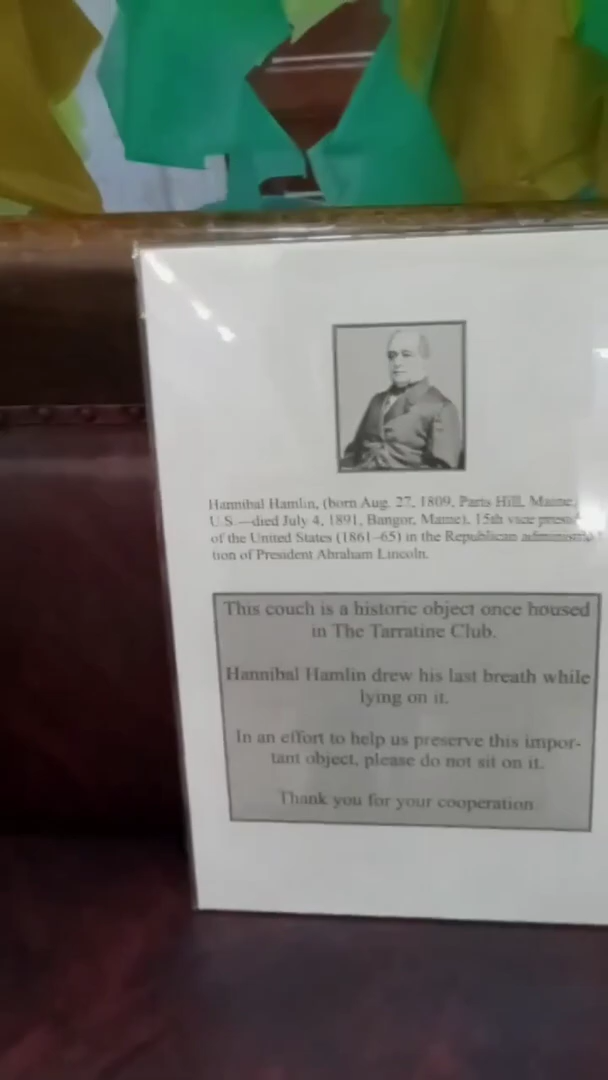 Hannibal Hamlin, (born Aug. 27, 1809, Paris Hill, Maine,
U.S.—died July 4, 1891, Bangor, Maine), 15th vice presi
of the United States (1861–65) in the Republican administra
tion of President Abraham Lincoln.
This couch is a historic object once housed
in The Tarratine Club.
Hannibal Hamlin drew his last breath while
lying on it.
In an effort to help us preserve this impor-
tant object, please do not sit on it.
Thank you for your cooperation